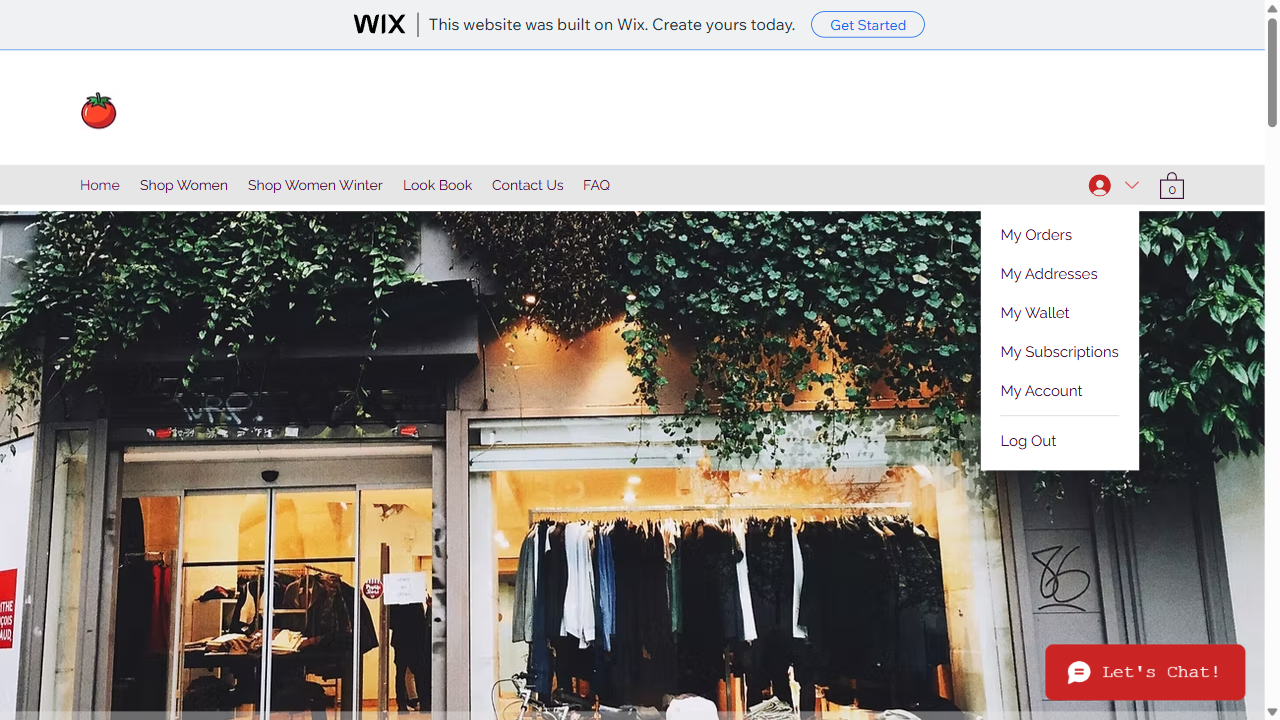 WIX
This website was built on Wix. Create yours today.
Get Started
Home
Shop Women
Shop Women Winter
Look Book
Contact Us
FAQ
0
My Orders
My Addresses
My Wallet
My Subscriptions
My Account
Log Out
86
Let's Chat!